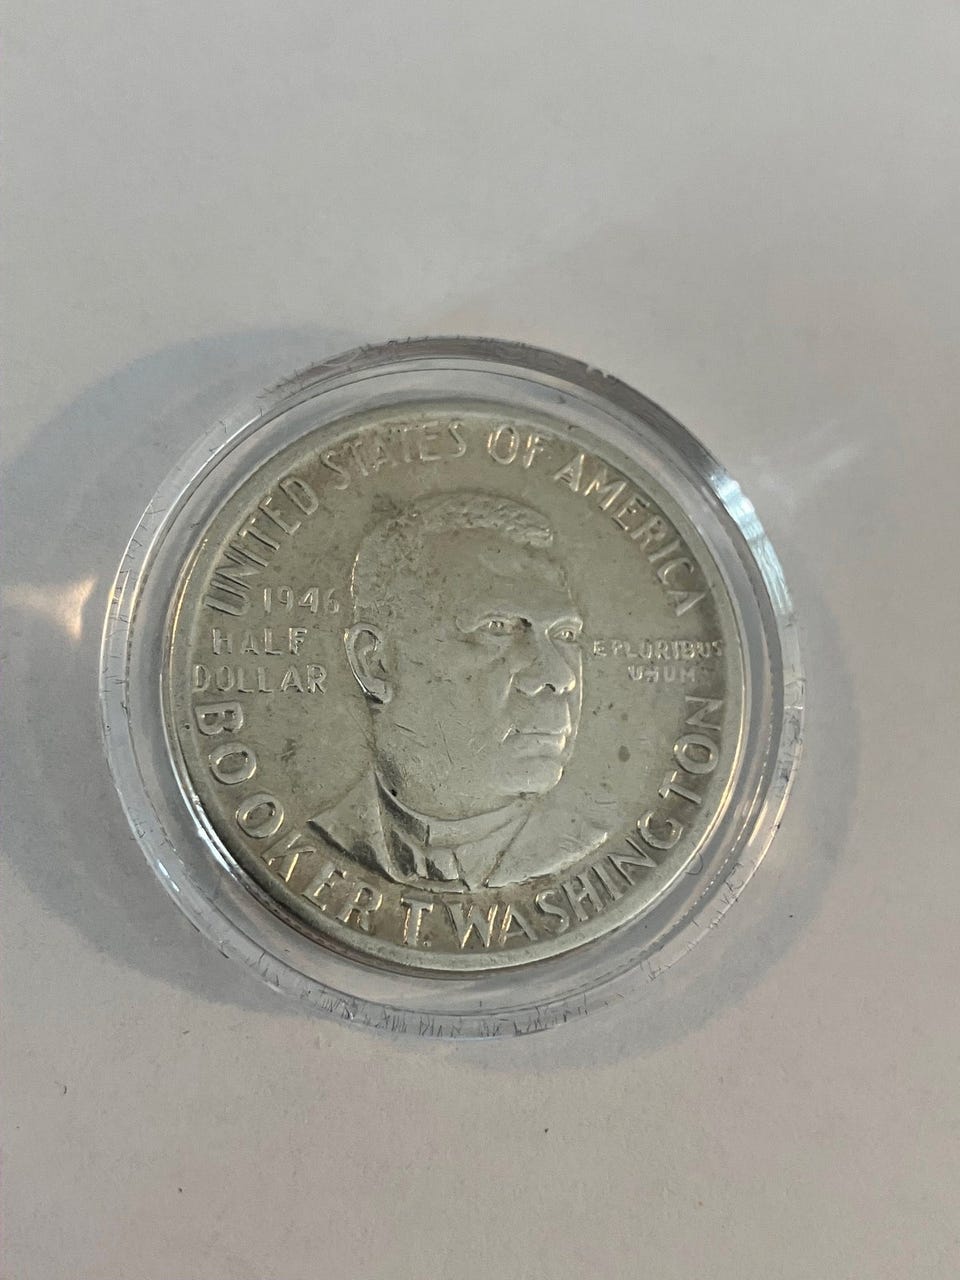 UNITED STATES OF AMERICA
1946
HALF
DOLLAR
E PLURIBUS
UNUM
BOOKER T. WASHINGTON